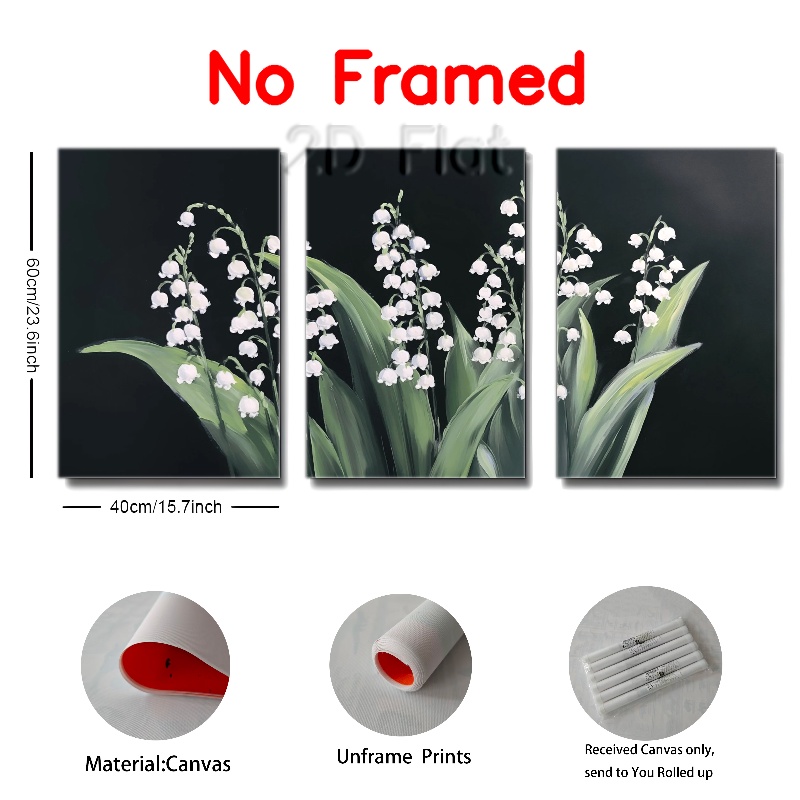 No Framed
2D Flat
60cm/23.6inch
40cm/15.7inch
Material:Canvas
Unframe Prints
Received Canvas only,
send to You Rolled up